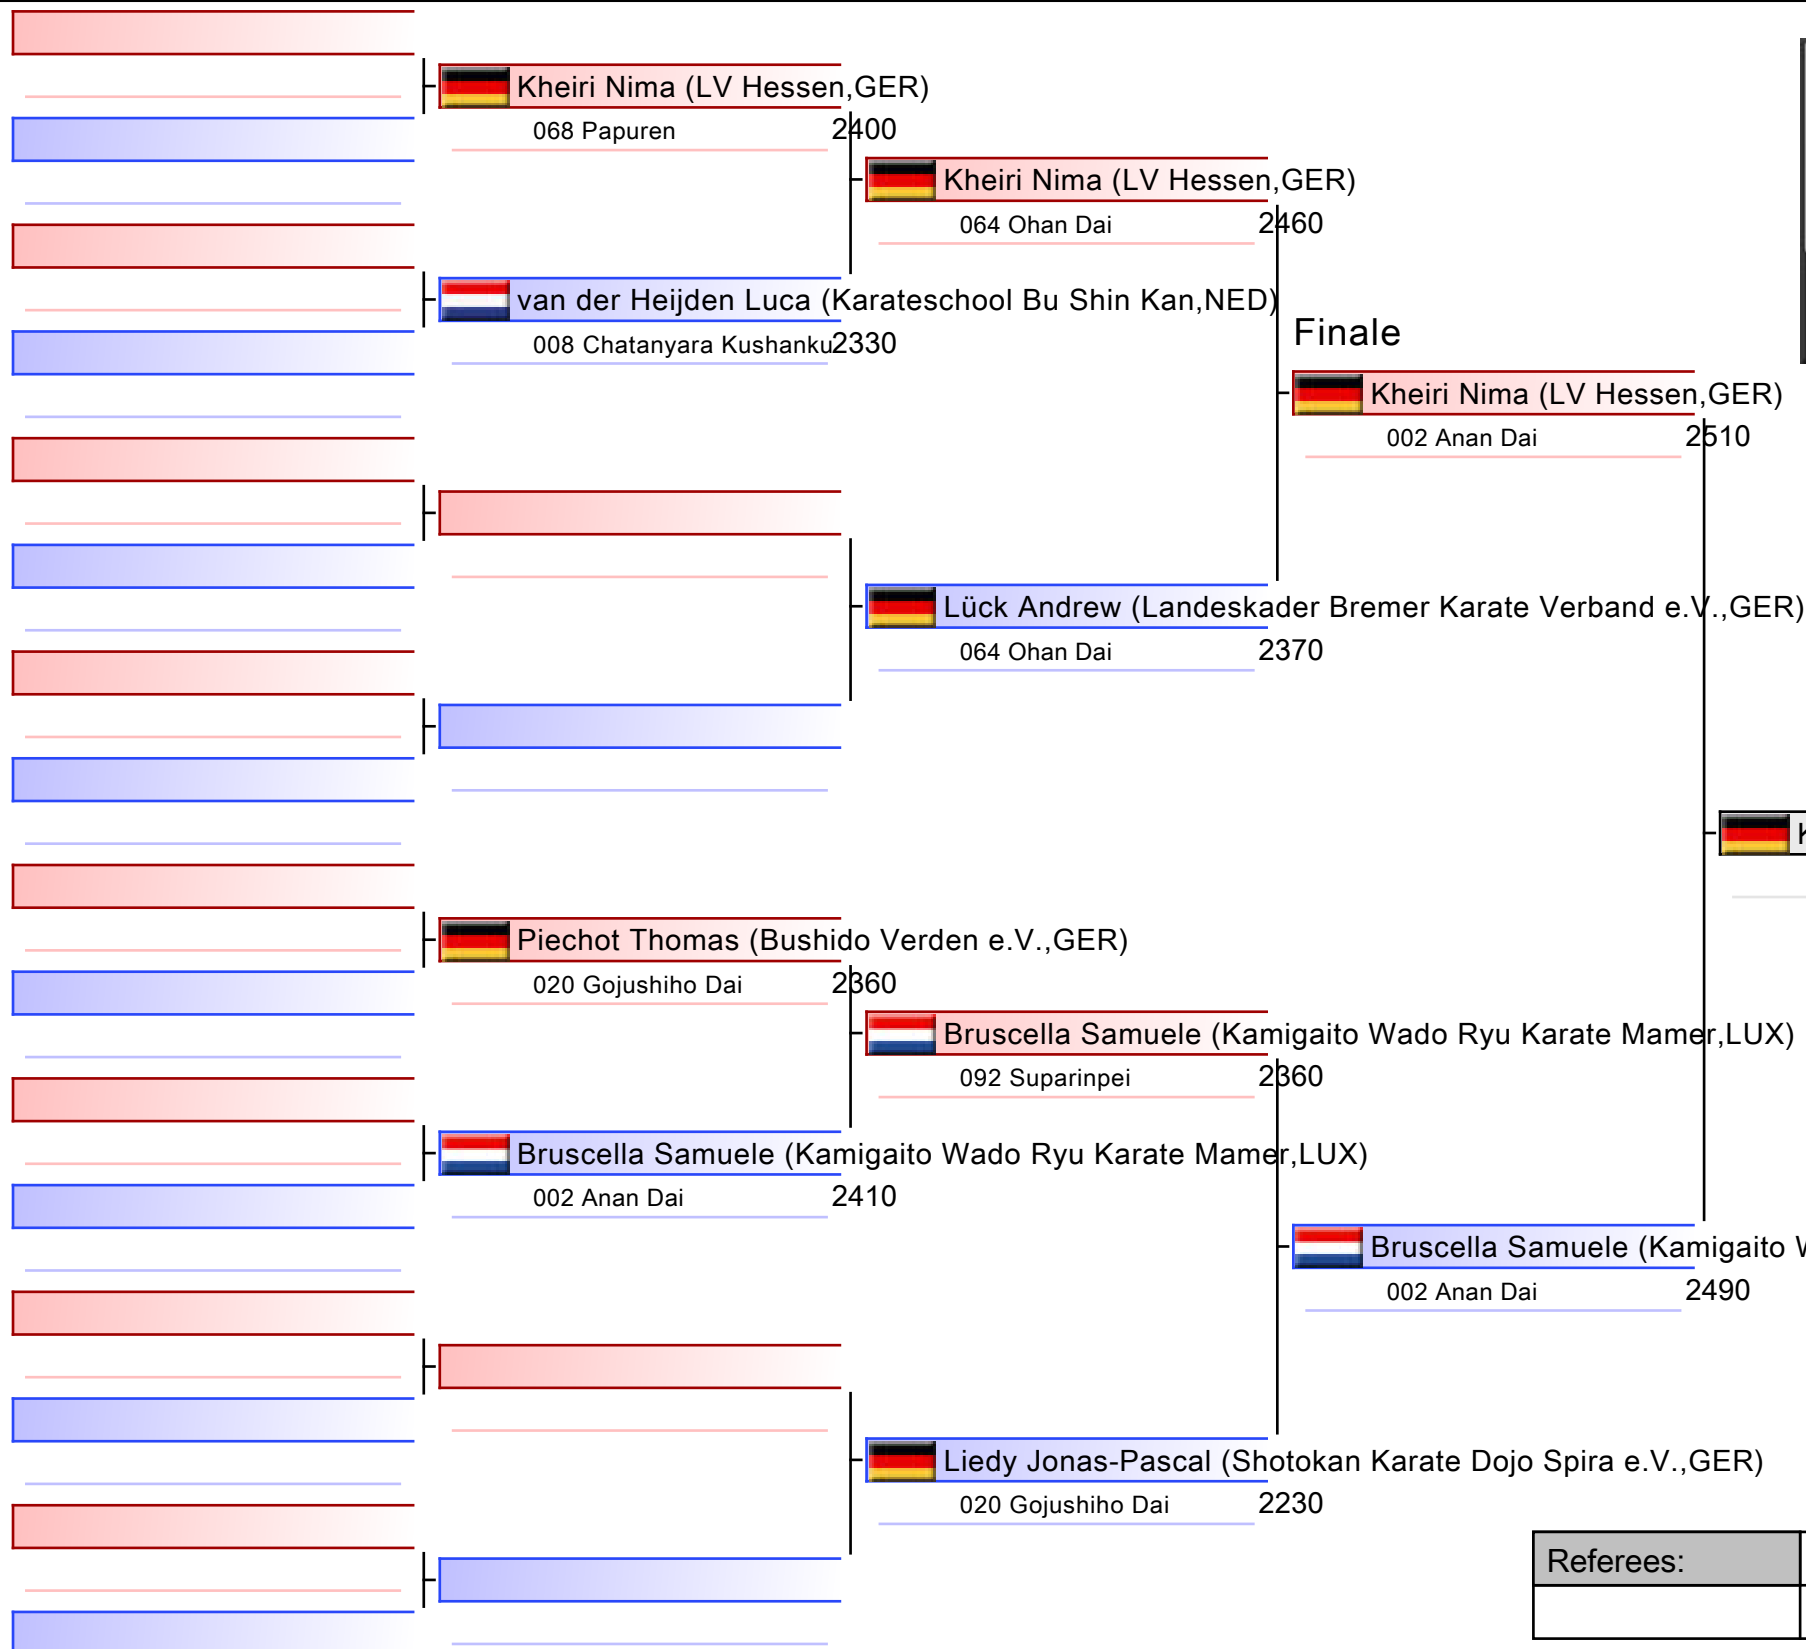 Kheiri Nima (LV Hessen,GER)
068 Papuren 2400
Kheiri Nima (LV Hessen,GER)
064 Ohan Dai 2460
van der Heijden Luca (Karateschool Bu Shin Kan,NED)
008 Chatanyara Kushanku 2330
Finale
Kheiri Nima (LV Hessen,GER)
002 Anan Dai 2510
Lück Andrew (Landeskader Bremer Karate Verband e.V.,GER)
064 Ohan Dai 2370
Piechot Thomas (Bushido Verden e.V.,GER)
020 Gojushiho Dai 2360
Bruscella Samuele (Kamigaito Wado Ryu Karate Mamer,LUX)
092 Suparinpei 2360
Bruscella Samuele (Kamigaito Wado Ryu Karate Mamer,LUX)
002 Anan Dai 2410
Bruscella Samuele (Kamigaito
002 Anan Dai 2490
Liedy Jonas-Pascal (Shotokan Karate Dojo Spira e.V.,GER)
020 Gojushiho Dai 2230
Referees: